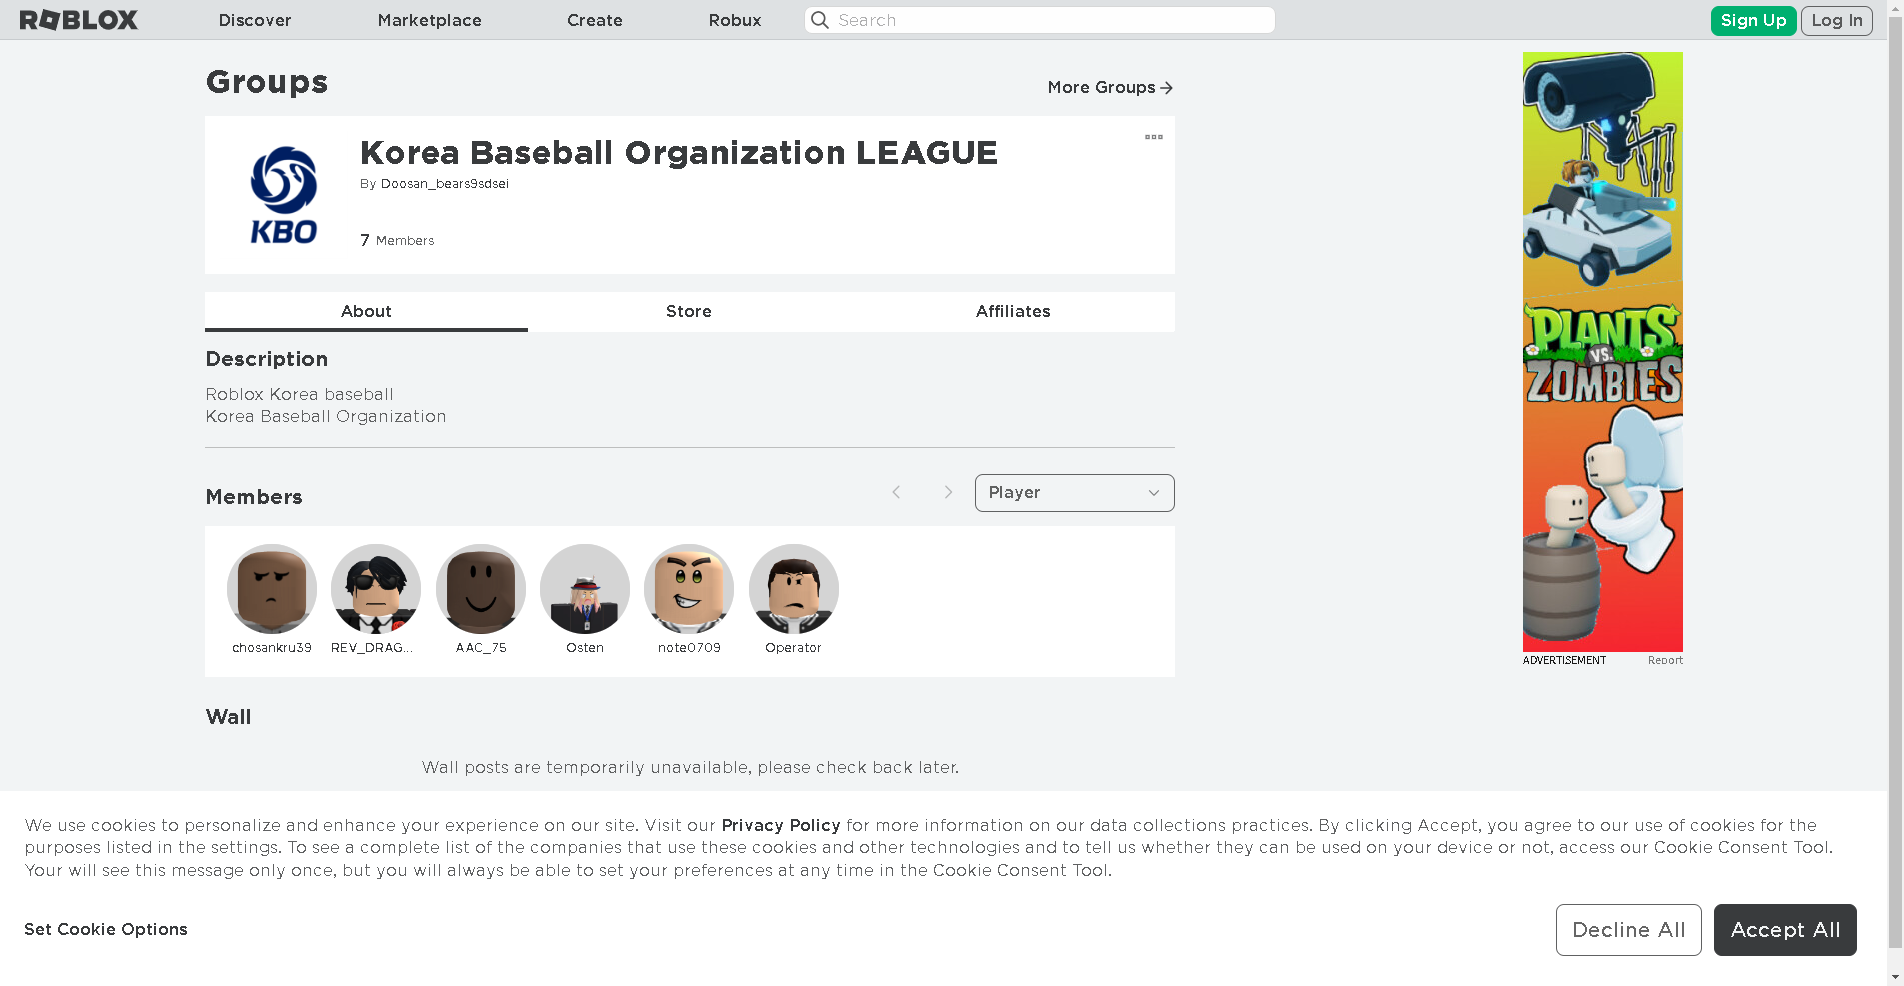 ROBLOX Discover Marketplace Create Robux Search Sign Up Log In
Groups
More Groups
KBO
Korea Baseball Organization LEAGUE
By Doosan_bears9sdsei
7 Members
About Store Affiliates
Description
Roblox Korea baseball
Korea Baseball Organization
Members
Player
chosankru39 REV_DRAG... AAC_75 Osten note0709 Operator
Wall
Wall posts are temporarily unavailable, please check back later.
PLANTS
VS.
ZOMBIES
ADVERTISEMENT Report
We use cookies to personalize and enhance your experience on our site. Visit our Privacy Policy for more information on our data collections practices. By clicking Accept, you agree to our use of cookies for the
purposes listed in the settings. To see a complete list of the companies that use these cookies and other technologies and to tell us whether they can be used on your device or not, access our Cookie Consent Tool.
Your will see this message only once, but you will always be able to set your preferences at any time in the Cookie Consent Tool.
Set Cookie Options
Decline All Accept All